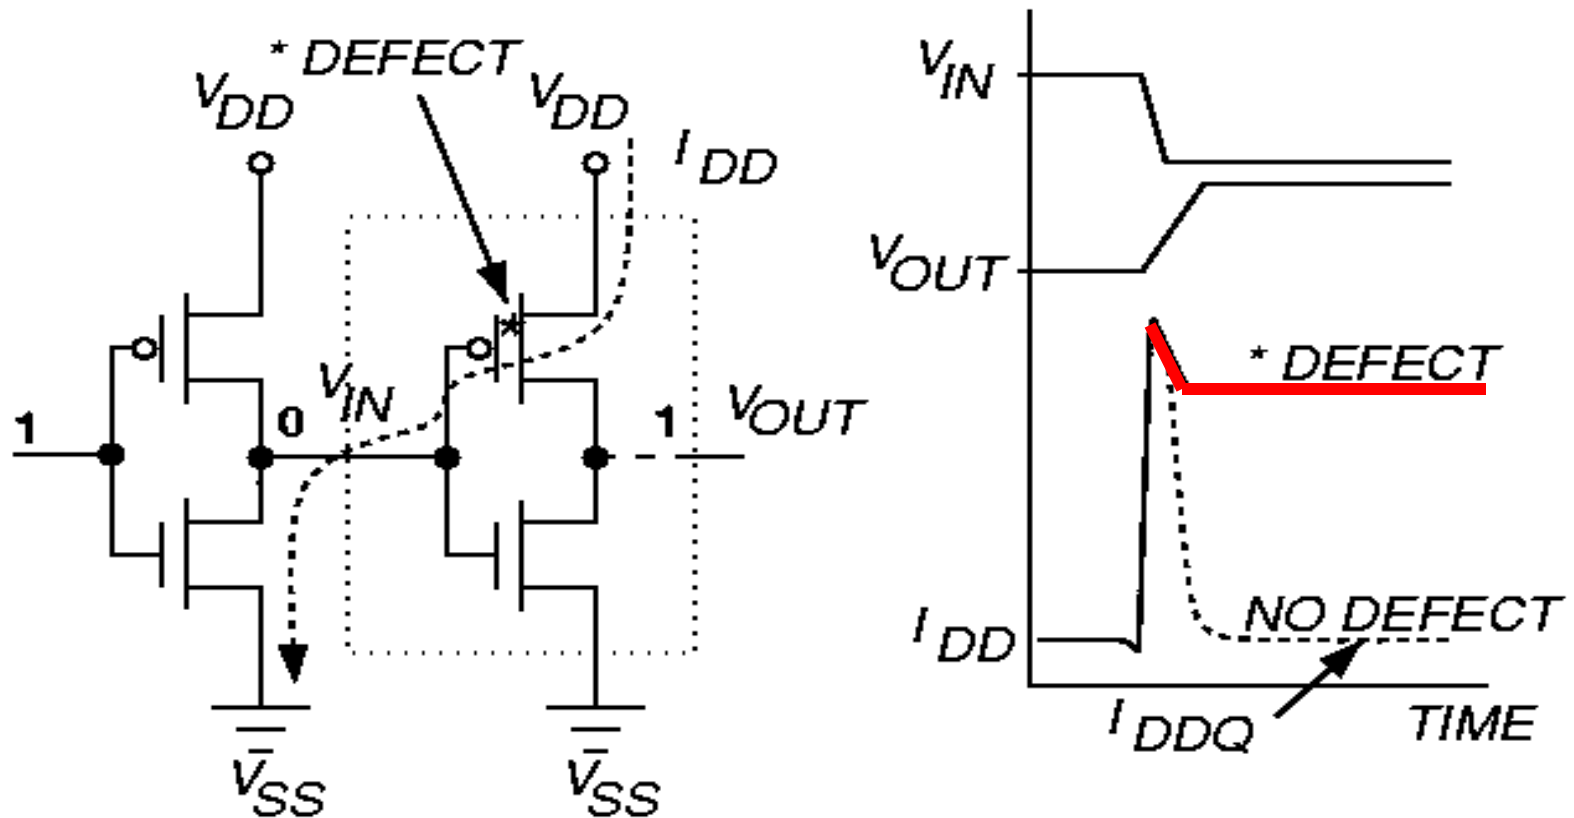 * DEFECT
VDD
VDD
IDD
VIN
1
0
1
VOUT
VSS
VSS
VIN
VOUT
* DEFECT
NO DEFECT
IDD
IDDQ
TIME